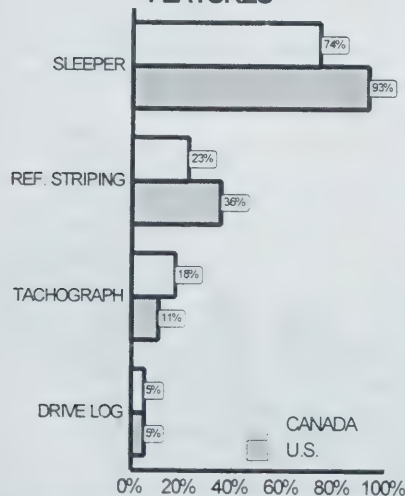 FEATURES
SLEEPER
74%
93%
REF. STRIPING
23%
36%
TACHOGRAPH
18%
11%
DRIVE LOG
5%
5%
CANADA
U.S.
0% 20% 40% 60% 80% 100%